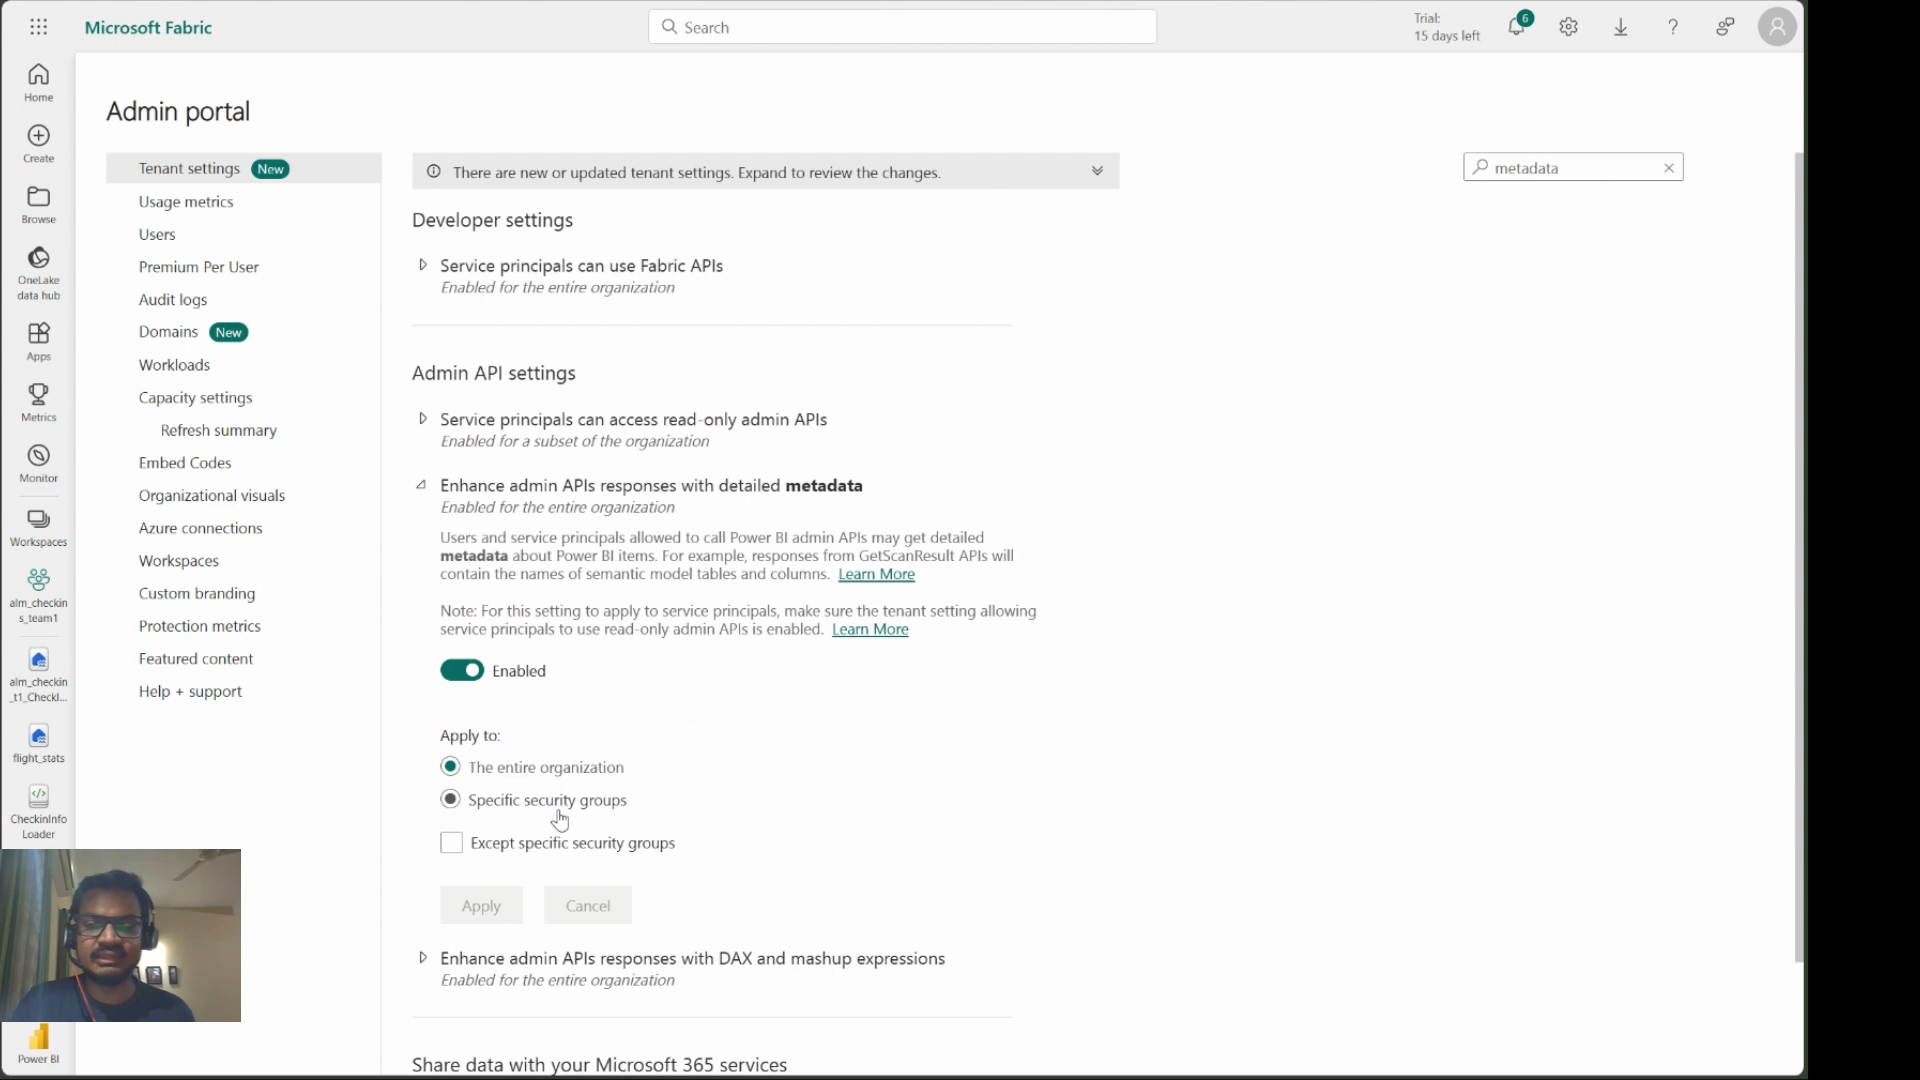 Microsoft Fabric
Search
Trial:
15 days left
6
Home
Create
Browse
OneLake
data hub
Apps
Metrics
Monitor
Workspaces
alm_checkin
s_team1
alm_checkin
_t1_CheckI...
flight_stats
CheckinInfo
Loader
Power BI
Admin portal
Tenant settings New
Usage metrics
Users
Premium Per User
Audit logs
Domains New
Workloads
Capacity settings
Refresh summary
Embed Codes
Organizational visuals
Azure connections
Workspaces
Custom branding
Protection metrics
Featured content
Help + support
There are new or updated tenant settings. Expand to review the changes.
metadata
Developer settings
Service principals can use Fabric APIs
Enabled for the entire organization
Admin API settings
Service principals can access read-only admin APIs
Enabled for a subset of the organization
Enhance admin APIs responses with detailed metadata
Enabled for the entire organization
Users and service principals allowed to call Power BI admin APIs may get detailed
metadata about Power BI items. For example, responses from GetScanResult APIs will
contain the names of semantic model tables and columns. Learn More
Note: For this setting to apply to service principals, make sure the tenant setting allowing
service principals to use read-only admin APIs is enabled. Learn More
Enabled
Apply to:
The entire organization
Specific security groups
Except specific security groups
Apply Cancel
Enhance admin APIs responses with DAX and mashup expressions
Enabled for the entire organization
Share data with your Microsoft 365 services